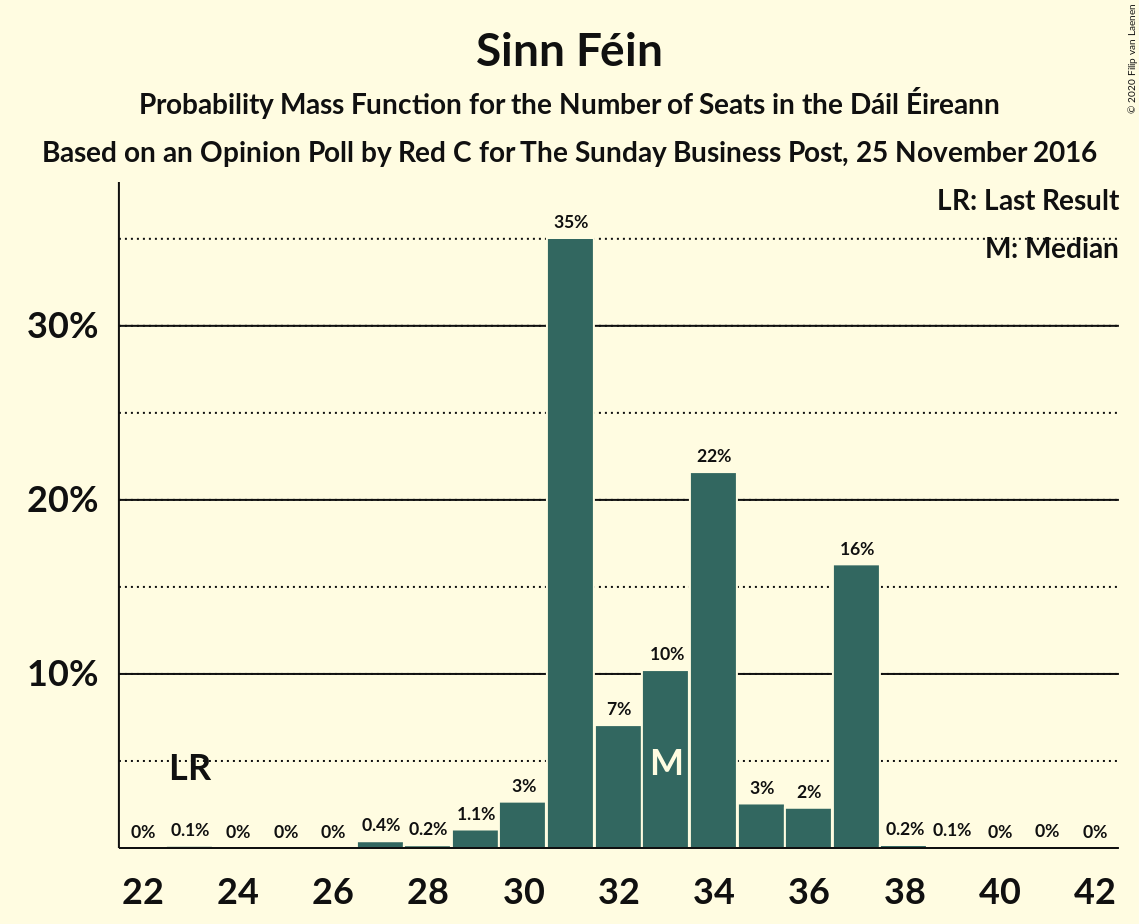 © 2020 Filip van Laenen
Sinn Féin
Probability Mass Function for the Number of Seats in the Dáil Éireann
Based on an Opinion Poll by Red C for The Sunday Business Post, 25 November 2016
LR: Last Result
M: Median
35%
30%
22%
20%
16%
10%
10%
7%
LR
M
3%
3%
2%
0% 0.1% 0% 0% 0% 0.4% 0.2% 1.1% 0.2% 0.1% 0% 0% 0%
22 24 26 28 30 32 34 36 38 40 42